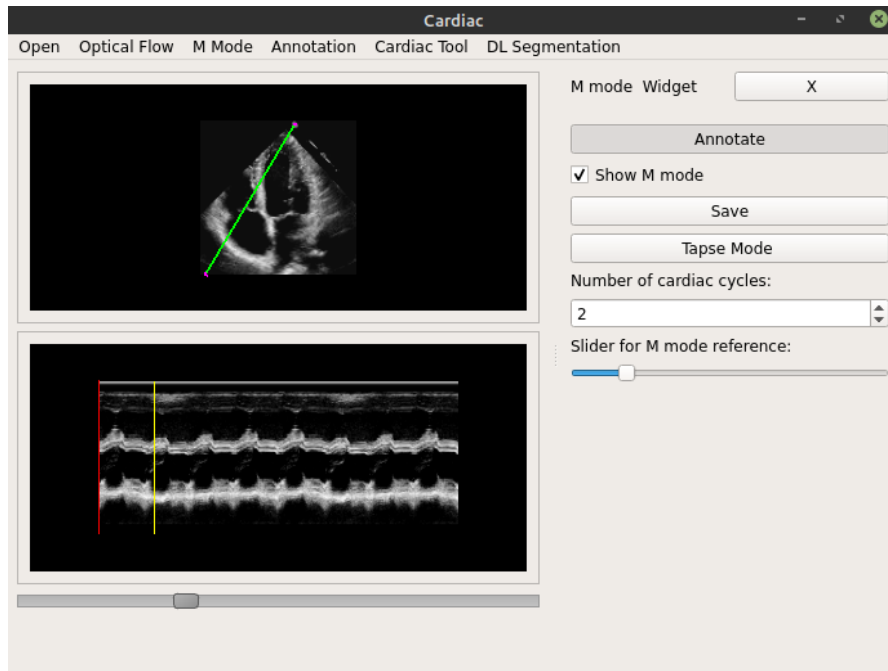 Cardiac
Open Optical Flow M Mode Annotation Cardiac Tool DL Segmentation
M mode Widget X
Annotate
Show M mode
Save
Tapse Mode
Number of cardiac cycles:
2
Slider for M mode reference: